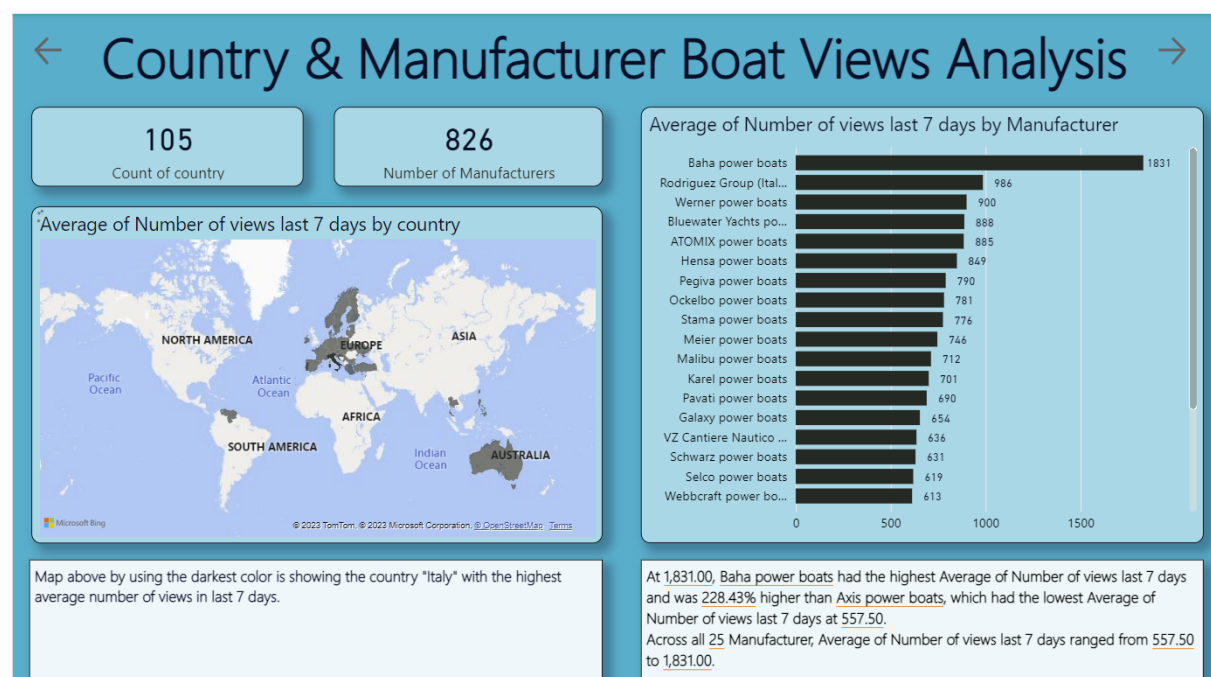 Country & Manufacturer Boat Views Analysis
105
Count of country
826
Number of Manufacturers
Average of Number of views last 7 days by country
NORTH AMERICA
EUROPE
ASIA
Pacific
Ocean
Atlantic
Ocean
AFRICA
SOUTH AMERICA
Indian
Ocean
AUSTRALIA
Microsoft Bing
© 2023 TomTom, © 2023 Microsoft Corporation, © OpenStreetMap Terms
Map above by using the darkest color is showing the country "Italy" with the highest
average number of views in last 7 days.
Average of Number of views last 7 days by Manufacturer
Baha power boats 1831
Rodriguez Group (Ital... 986
Werner power boats 900
Bluewater Yachts po... 888
ATOMIX power boats 885
Hensa power boats 849
Pegiva power boats 790
Ockelbo power boats 781
Stama power boats 776
Meier power boats 746
Malibu power boats 712
Karel power boats 701
Pavati power boats 690
Galaxy power boats 654
VZ Cantiere Nautico ... 636
Schwarz power boats 631
Selco power boats 619
Webbcraft power bo... 613
0 500 1000 1500
At 1,831.00, Baha power boats had the highest Average of Number of views last 7 days
and was 228.43% higher than Axis power boats, which had the lowest Average of
Number of views last 7 days at 557.50.
Across all 25 Manufacturer, Average of Number of views last 7 days ranged from 557.50
to 1,831.00.